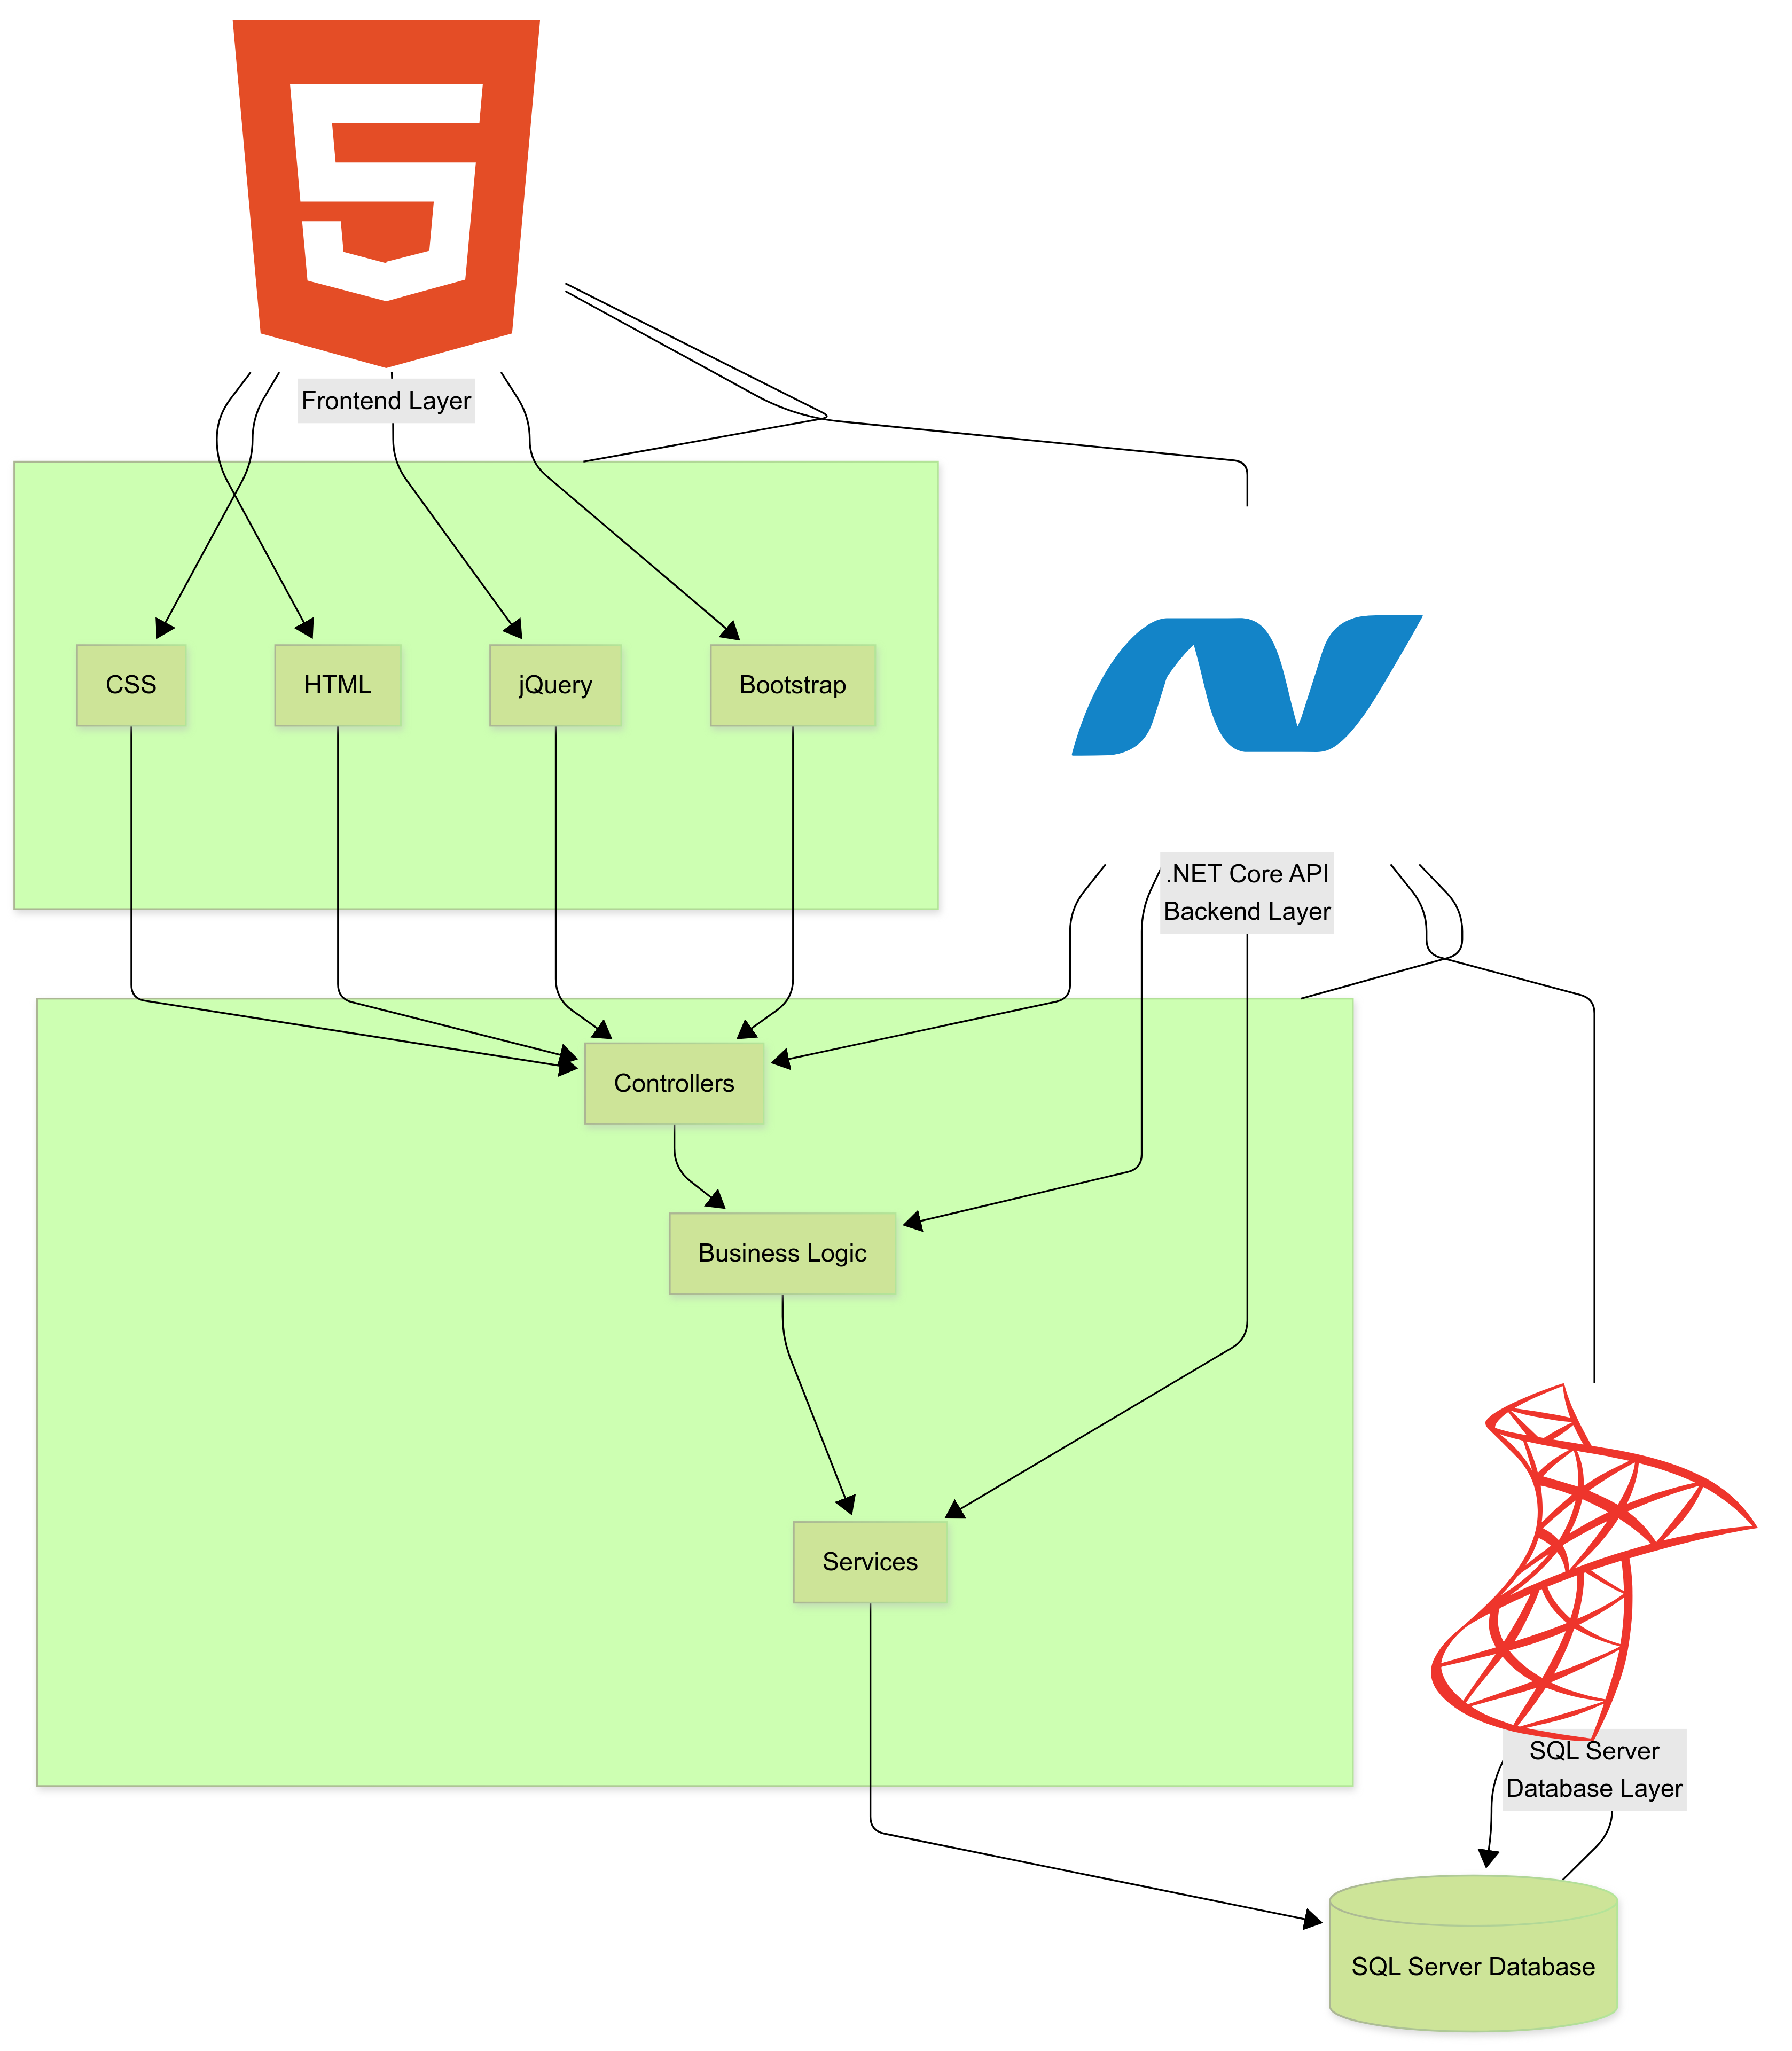 Frontend Layer
CSS
HTML
jQuery
Bootstrap
.NET Core API
Backend Layer
Controllers
Business Logic
Services
SQL Server
Database Layer
SQL Server Database